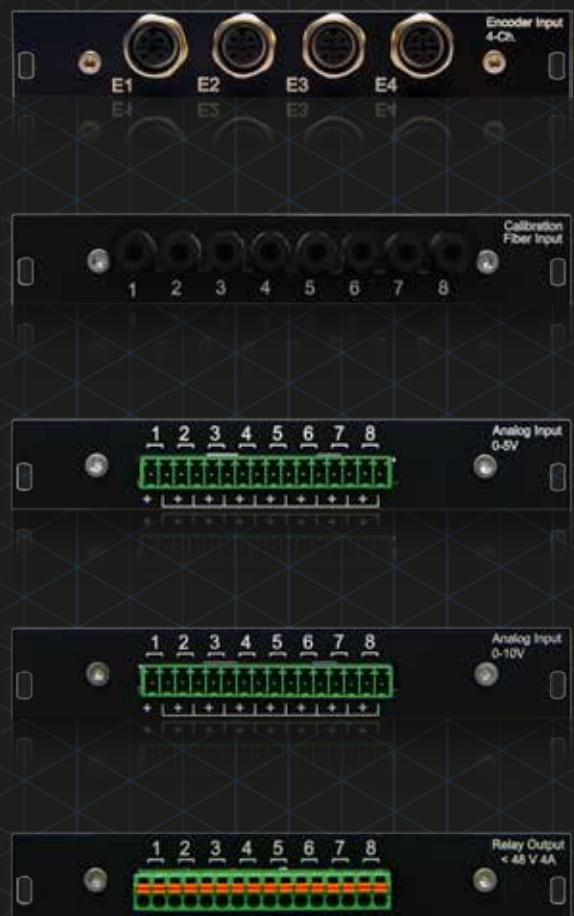 Encoder Input
4-Ch.
E1 E2 E3 E4
Calibration
Fiber Input
1 2 3 4 5 6 7 8
1 2 3 4 5 6 7 8
Analog Input
0-5V
+ + + + + + + +
1 2 3 4 5 6 7 8
Analog Input
0-10V
+ + + + + + + +
1 2 3 4 5 6 7 8
Relay Output
< 48 V 4A